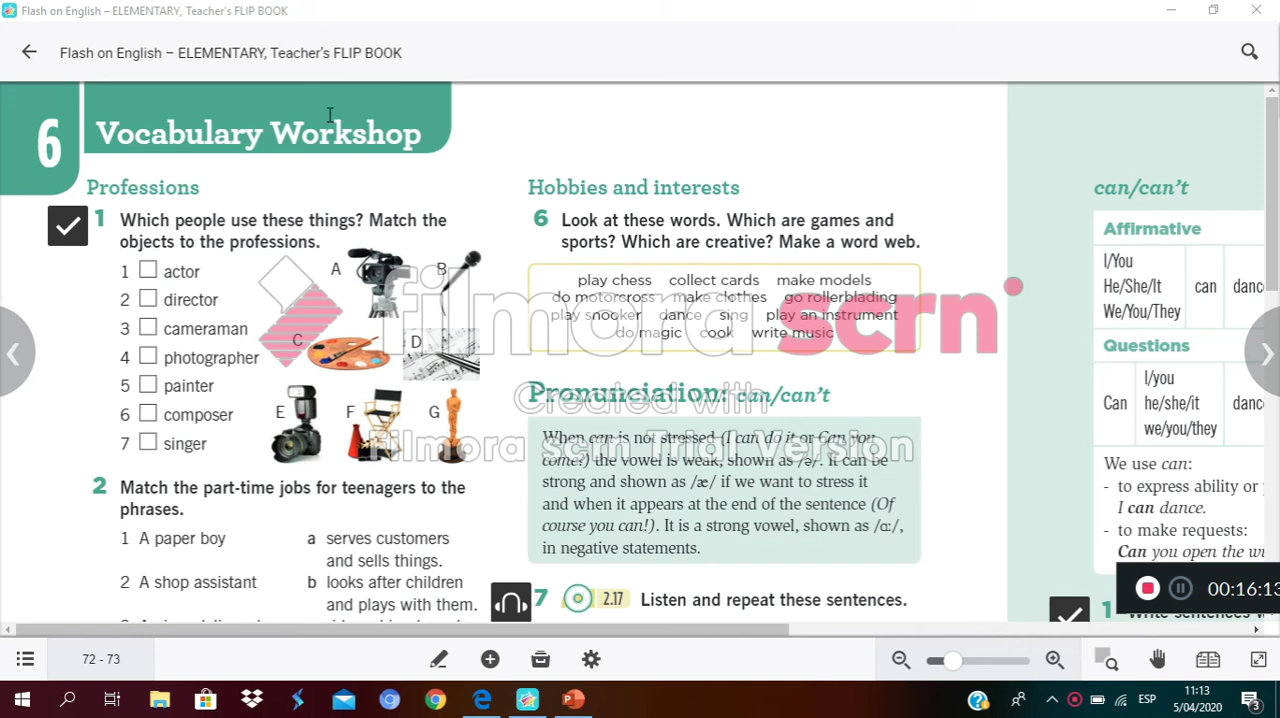 Flash on English – ELEMENTARY, Teacher's FLIP BOOK
Flash on English – ELEMENTARY, Teacher's FLIP BOOK
6
Vocabulary Workshop
Professions
1 Which people use these things? Match the
objects to the professions.
1 actor
2 director
3 cameraman
4 photographer
5 painter
6 composer
7 singer
A
B
C
D
E
F
G
2 Match the part-time jobs for teenagers to the
phrases.
1 A paper boy
2 A shop assistant
a serves customers
and sells things.
b looks after children
and plays with them.
Hobbies and interests
6 Look at these words. Which are games and
sports? Which are creative? Make a word web.
play chess collect cards make models
do motorcross make clothes go rollerblading
play snooker dance sing play an instrument
do magic cook write music
Pronunciation: can/can't
When can is not stressed (I can do it or Can you
come?) the vowel is weak, shown as /ə/. It can be
strong and shown as /æ/ if we want to stress it
and when it appears at the end of the sentence (Of
course you can!). It is a strong vowel, shown as /ɑː/,
in negative statements.
7 2.17 Listen and repeat these sentences.
can/can't
Affirmative
I/You
He/She/It can danc
We/You/They
Questions
I/you
Can he/she/it danc
we/you/they
We use can:
- to express ability or
I can dance.
- to make requests:
Can you open the wi
1 Write sentences
filmora scrn
Created with
Filmora scrn Trial Version
00:16:13
72 - 73
ESP
11:13
5/04/2020
3